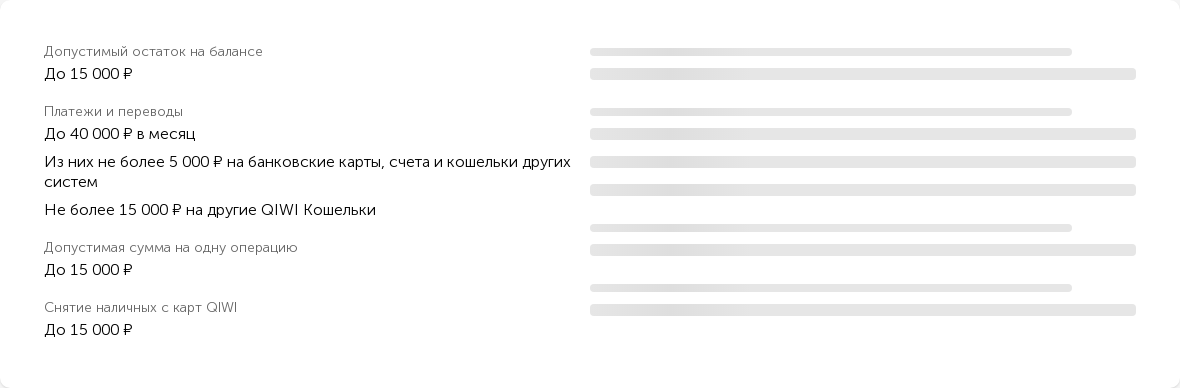 Допустимый остаток на балансе
До 15 000 ₽
Платежи и переводы
До 40 000 ₽ в месяц
Из них не более 5 000 ₽ на банковские карты, счета и кошельки других
систем
Не более 15 000 ₽ на другие QIWI Кошельки
Допустимая сумма на одну операцию
До 15 000 ₽
Снятие наличных с карт QIWI
До 15 000 ₽